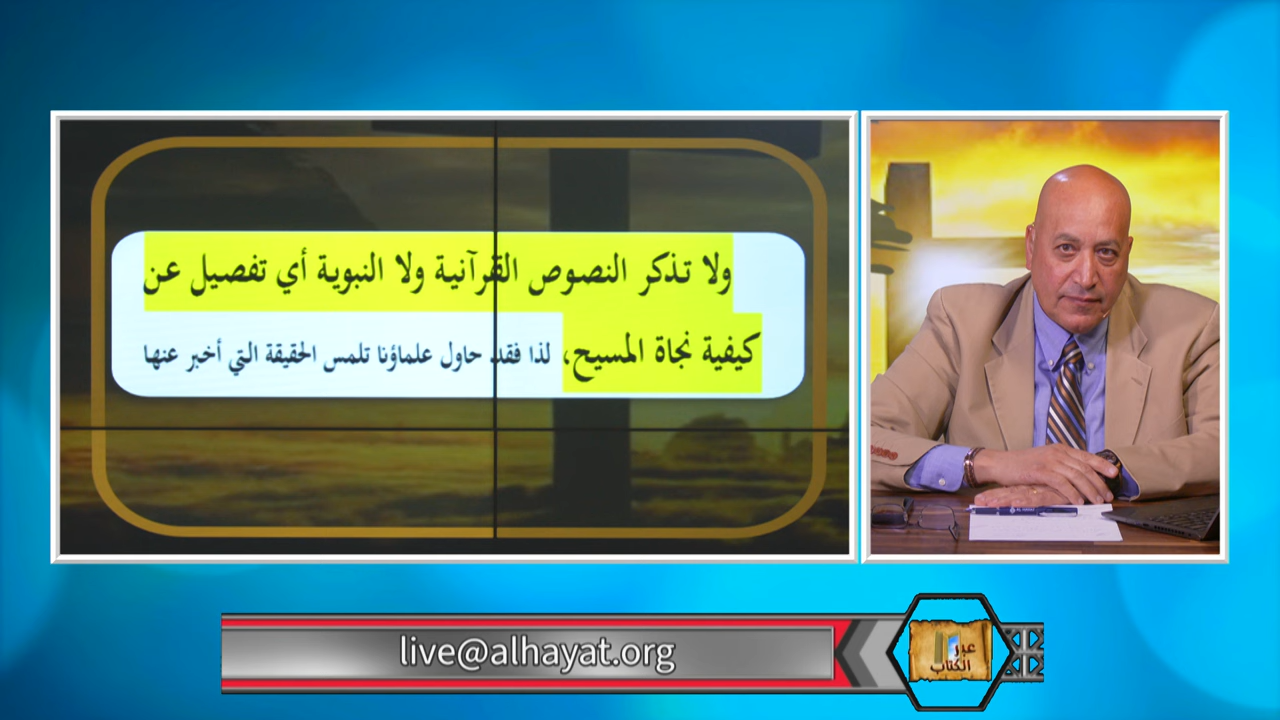 ولا تذكر النصوص القرآنية ولا النبوية أي تفصيل عن
كيفية نجاة المسيح، لذا فقد حاول علماؤنا تلمس الحقيقة التي أخبر عنها
live@alhayat.org
عبر
الكتاب